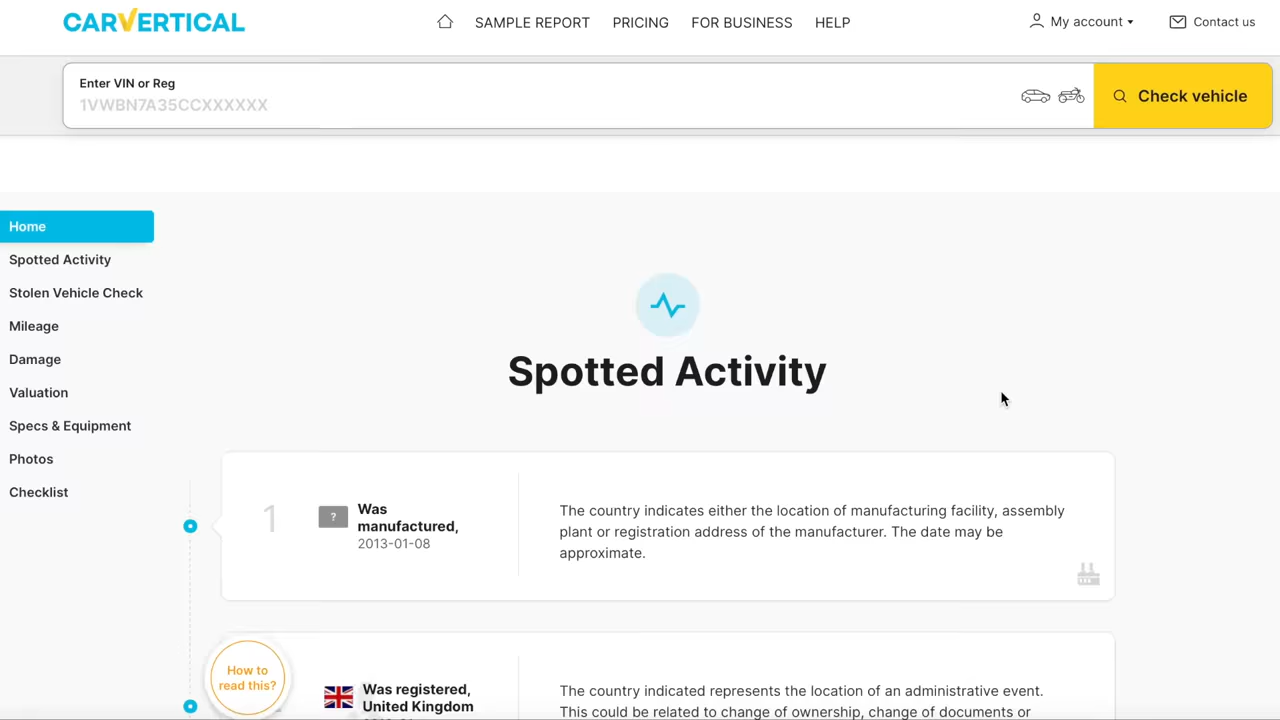 CARVERTICAL
SAMPLE REPORT
PRICING
FOR BUSINESS
HELP
My account
Contact us
Enter VIN or Reg
1VWBN7A35CCXXXXXX
Check vehicle
Home
Spotted Activity
Stolen Vehicle Check
Mileage
Damage
Valuation
Specs & Equipment
Photos
Checklist
Spotted Activity
1
?
Was
manufactured,
2013-01-08
The country indicates either the location of manufacturing facility, assembly
plant or registration address of the manufacturer. The date may be
approximate.
How to
read this?
Was registered,
United Kingdom
The country indicated represents the location of an administrative event.
This could be related to change of ownership, change of documents or